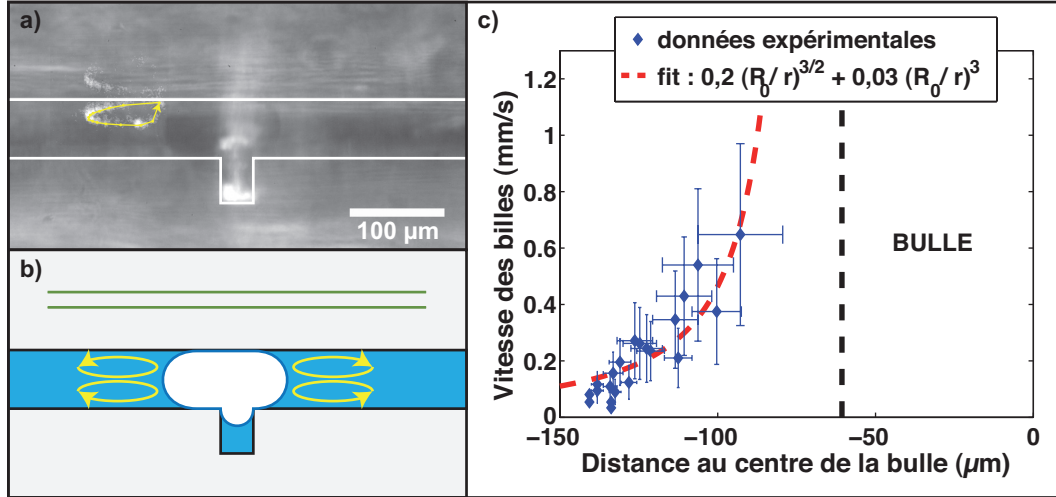 a)
100 µm
b)
c)
données expérimentales
fit : 0,2 (R₀/ r)^3/2 + 0,03 (R₀/ r)^3
Vitesse des billes (mm/s)
1.2
1
0.8
0.6
0.4
0.2
0
BULLE
−150
−100
−50
0
Distance au centre de la bulle (µm)